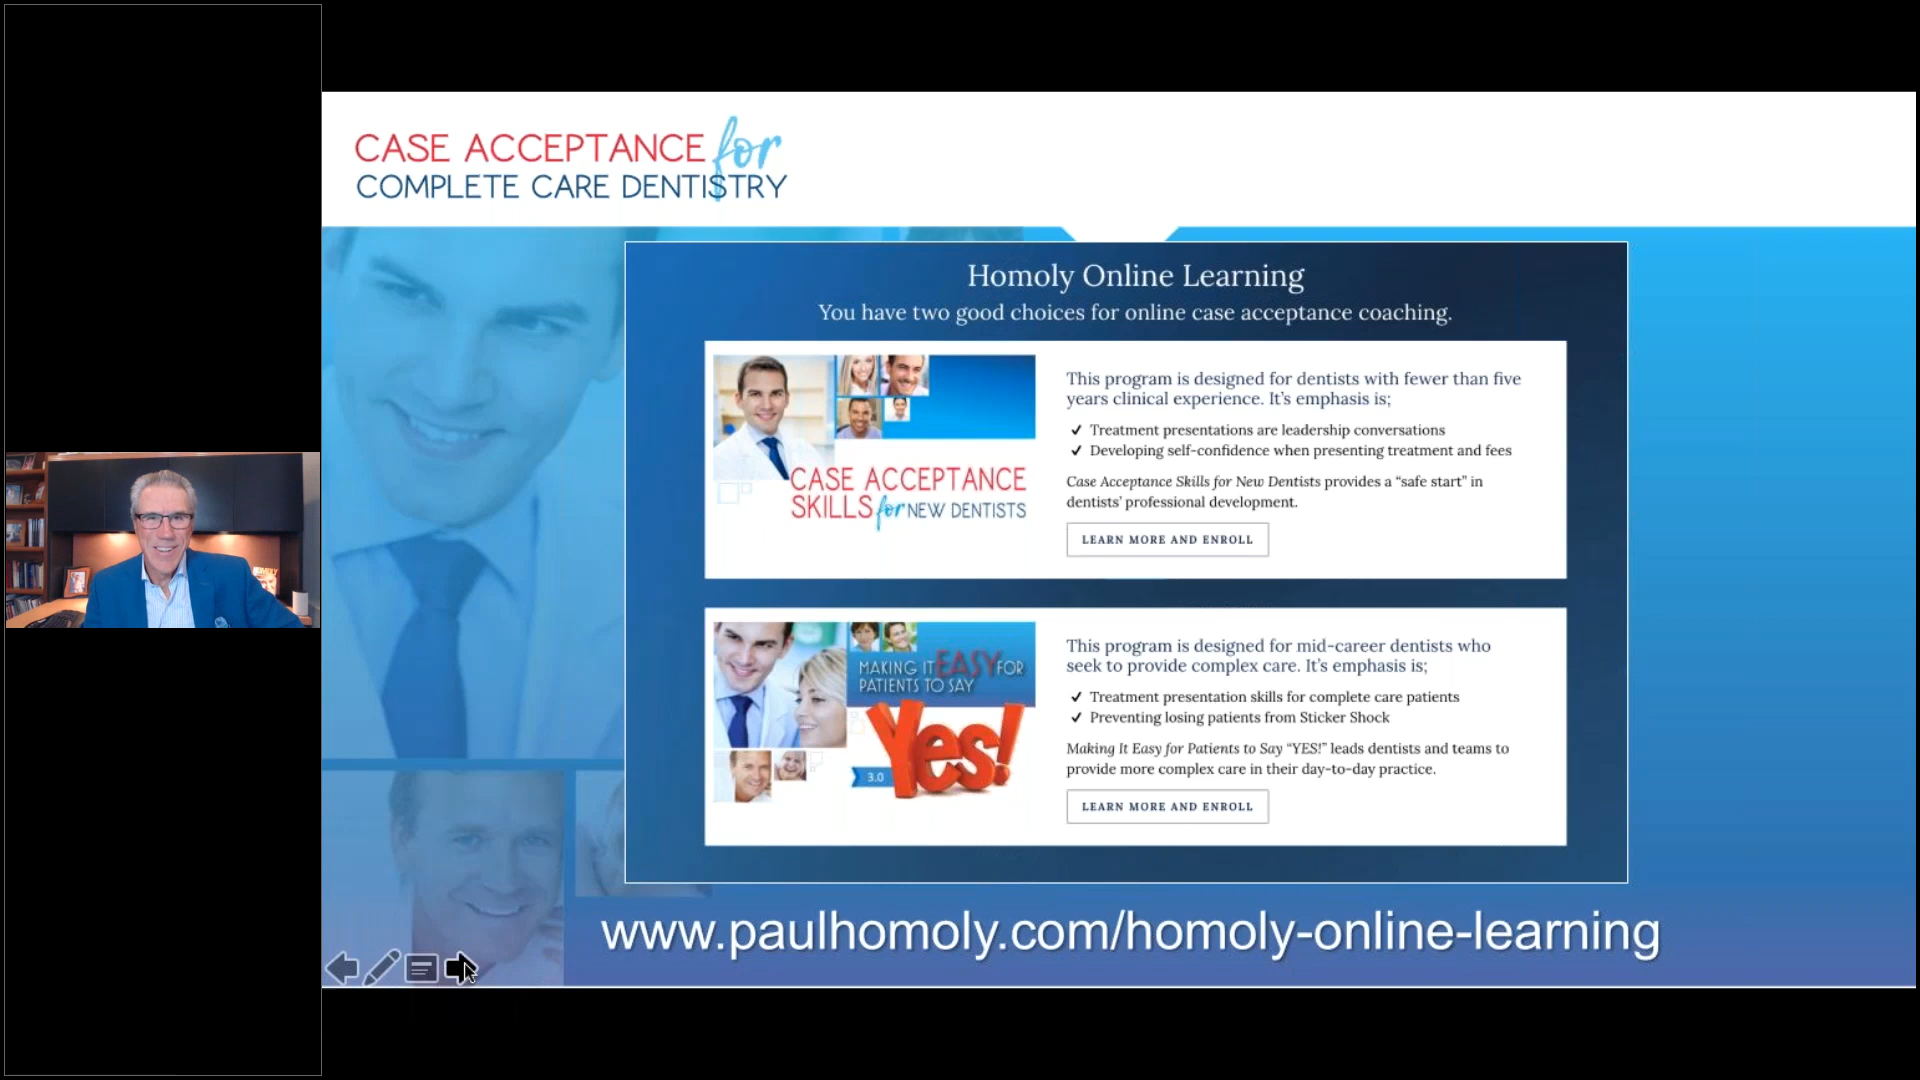 CASE ACCEPTANCE for
COMPLETE CARE DENTISTRY
Homoly Online Learning
You have two good choices for online case acceptance coaching.
CASE ACCEPTANCE
SKILLS for NEW DENTISTS
This program is designed for dentists with fewer than five
years clinical experience. It's emphasis is;
✓ Treatment presentations are leadership conversations
✓ Developing self-confidence when presenting treatment and fees
Case Acceptance Skills for New Dentists provides a “safe start” in
dentists’ professional development.
LEARN MORE AND ENROLL
MAKING IT EASY FOR
PATIENTS TO SAY
Yes!
3.0
This program is designed for mid-career dentists who
seek to provide complex care. It's emphasis is;
✓ Treatment presentation skills for complete care patients
✓ Preventing losing patients from Sticker Shock
Making It Easy for Patients to Say “YES!” leads dentists and teams to
provide more complex care in their day-to-day practice.
LEARN MORE AND ENROLL
www.paulhomoly.com/homoly-online-learning
HOMOLY